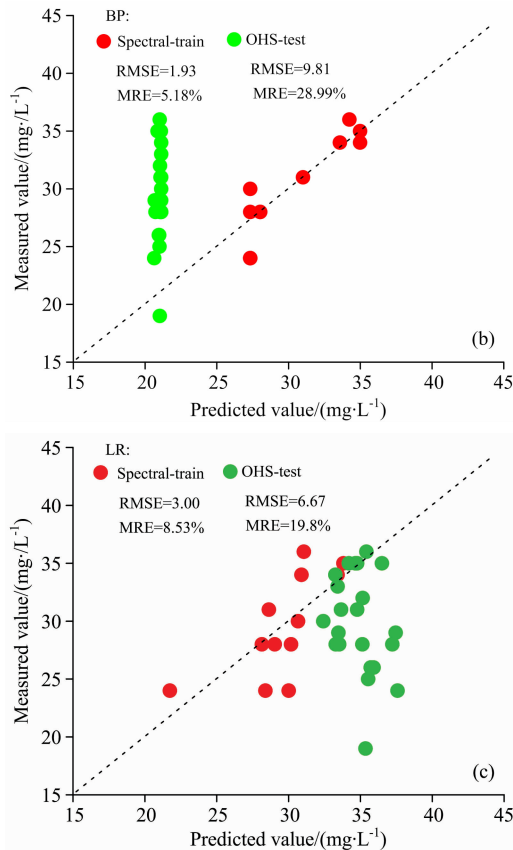 BP:
Spectral-train OHS-test
RMSE=1.93 RMSE=9.81
MRE=5.18% MRE=28.99%
45
40
35
30
25
20
15
Measured value/(mg·/L⁻¹)
(b)
15 20 25 30 35 40 45
Predicted value/(mg·L⁻¹)
LR:
Spectral-train OHS-test
RMSE=3.00 RMSE=6.67
MRE=8.53% MRE=19.8%
45
40
35
30
25
20
15
Measured value/(mg·/L⁻¹)
(c)
15 20 25 30 35 40 45
Predicted value/(mg·L⁻¹)